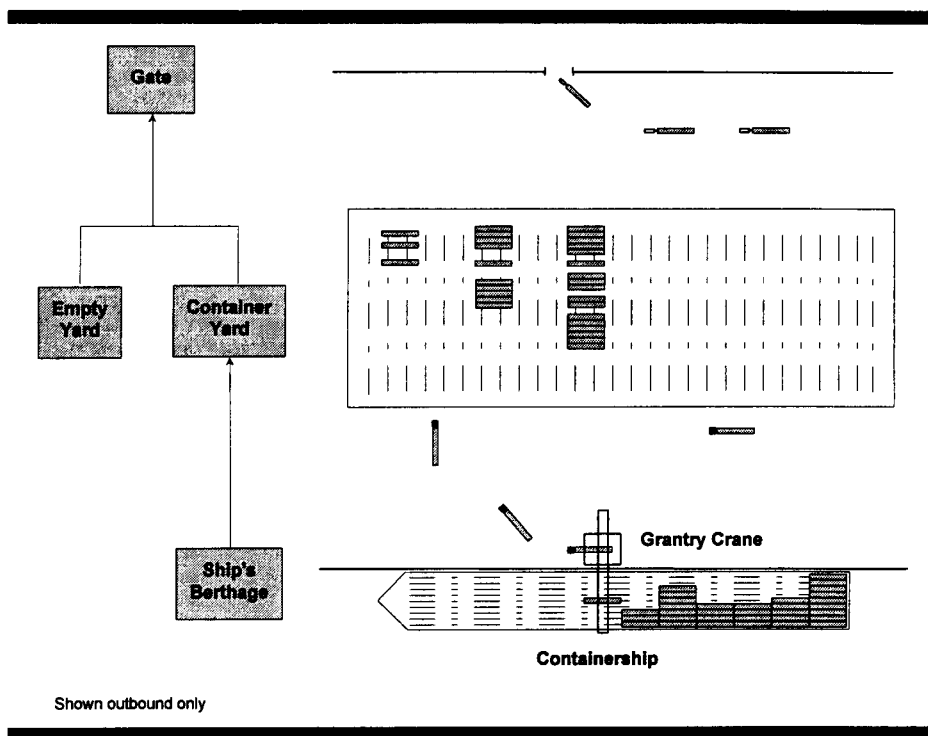 Gate
Empty
Yard
Container
Yard
Ship's
Berthage
Grantry Crane
Containership
Shown outbound only